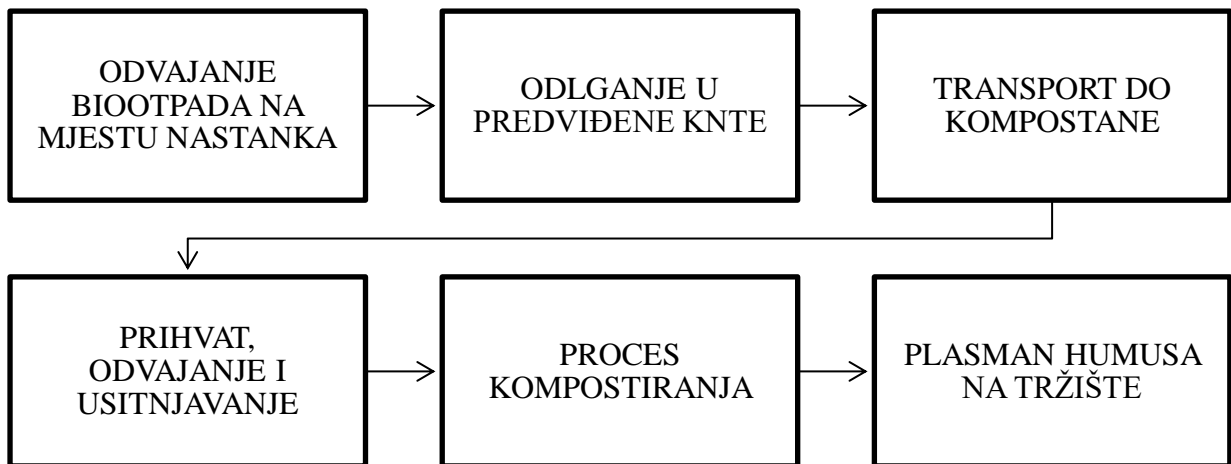 ODVAJANJE
BIOOTPADA NA
MJESTU NASTANKA
ODLGANJE U
PREDVIĐENE KNTE
TRANSPORT DO
KOMPOSTANE
PRIHVAT,
ODVAJANJE I
USITNJAVANJE
PROCES
KOMPOSTIRANJA
PLASMAN HUMUSA
NA TRŽIŠTE